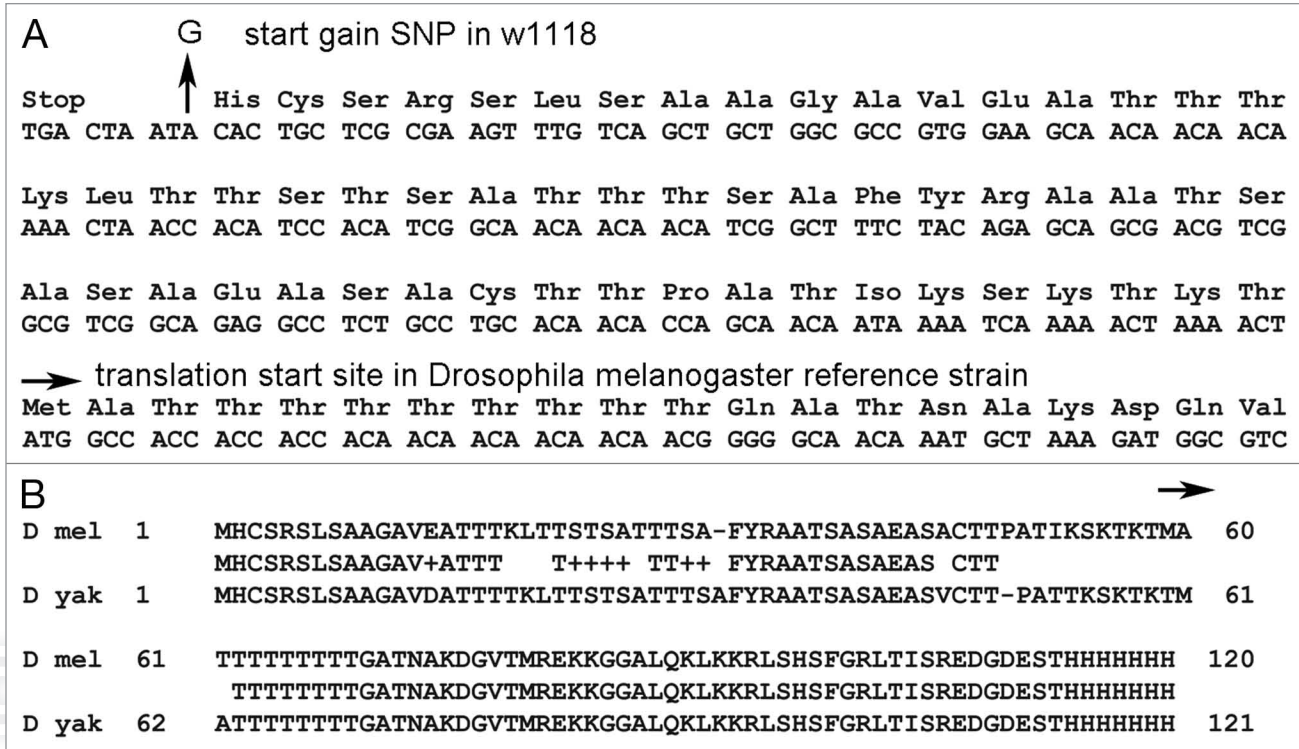 A
G start gain SNP in w1118
Stop His Cys Ser Arg Ser Leu Ser Ala Ala Gly Ala Val Glu Ala Thr Thr Thr
TGA CTA ATA CAC TGC TCG CGA AGT TTG TCA GCT GCT GGC GCC GTG GAA GCA ACA ACA ACA
Lys Leu Thr Thr Ser Thr Ser Ala Thr Thr Thr Ser Ala Phe Tyr Arg Ala Ala Thr Ser
AAA CTA ACC ACA TCC ACA TCG GCA ACA ACA ACA TCG GCT TTC TAC AGA GCA GCG ACG TCG
Ala Ser Ala Glu Ala Ser Ala Cys Thr Thr Pro Ala Thr Iso Lys Ser Lys Thr Lys Thr
GCG TCG GCA GAG GCC TCT GCC TGC ACA ACA CCA GCA ACA ATA AAA TCA AAA ACT AAA ACT
translation start site in Drosophila melanogaster reference strain
Met Ala Thr Thr Thr Thr Thr Thr Thr Thr Thr Gln Ala Thr Asn Ala Lys Asp Gln Val
ATG GCC ACC ACC ACC ACA ACA ACA ACA ACA ACG GGG GCA ACA AAT GCT AAA GAT GGC GTC
B
D mel 1 MHCSRSLSAAGAVEATTTKLTTSTSATTTSA-FYRAATSASAEASACTTPATIKSKTKTMA 60
MHCSRSLSAAGAV+ATTT T++++ TT++ FYRAATSASAEAS CTT
D yak 1 MHCSRSLSAAGAVDATTTTKLTTSTSATTTSAFYRAATSASAEASVCTT-PATTKSKTKTM 61
D mel 61 TTTTTTTTTTGATNAKDGVTMREKKGGALQKLKKRLSHSFGRLTISREDGDESTHHHHHHH 120
TTTTTTTTTGATNAKDGVTMREKKGGALQKLKKRLSHSFGRLTISREDGDESTHHHHHHH
D yak 62 ATTTTTTTTTGATNAKDGVTMREKKGGALQKLKKRLSHSFGRLTISREDGDESTHHHHHHH 121